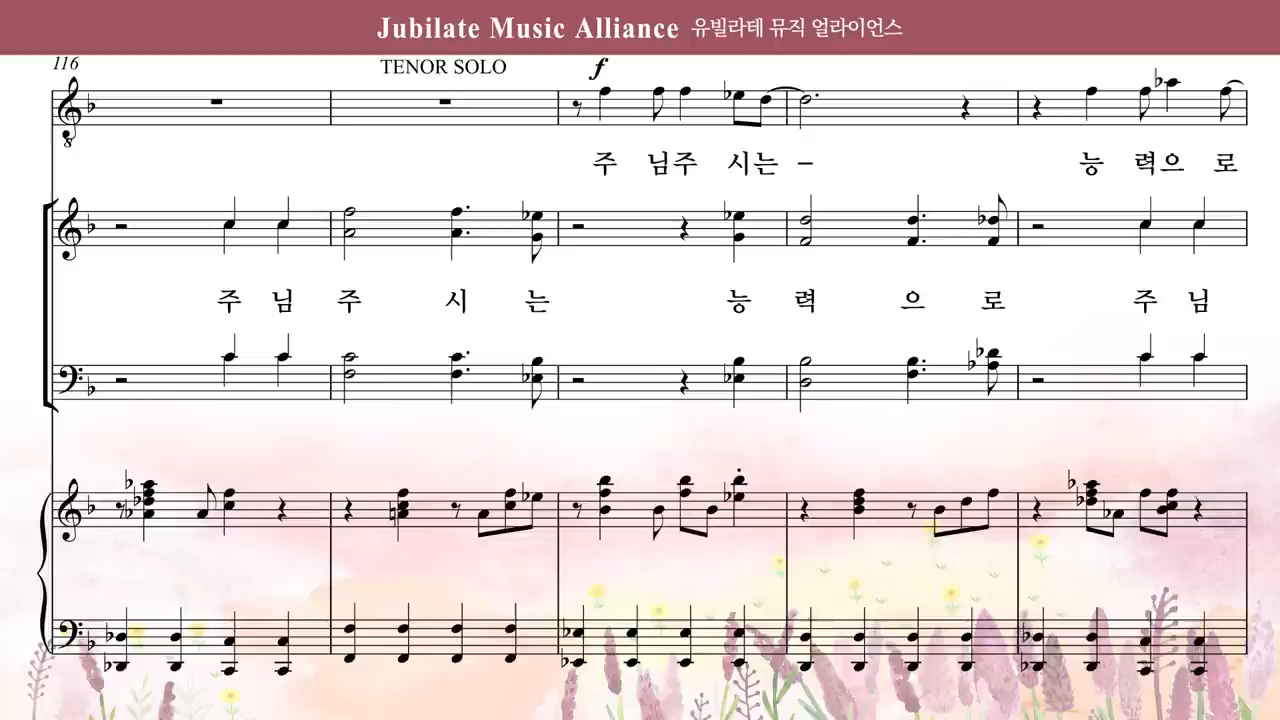 Jubilate Music Alliance 유빌라테 뮤직 얼라이언스
116 TENOR SOLO f
주 님주 시는 – 능 력으 로
주 님 주 시 는 능 력 으 로 주 님